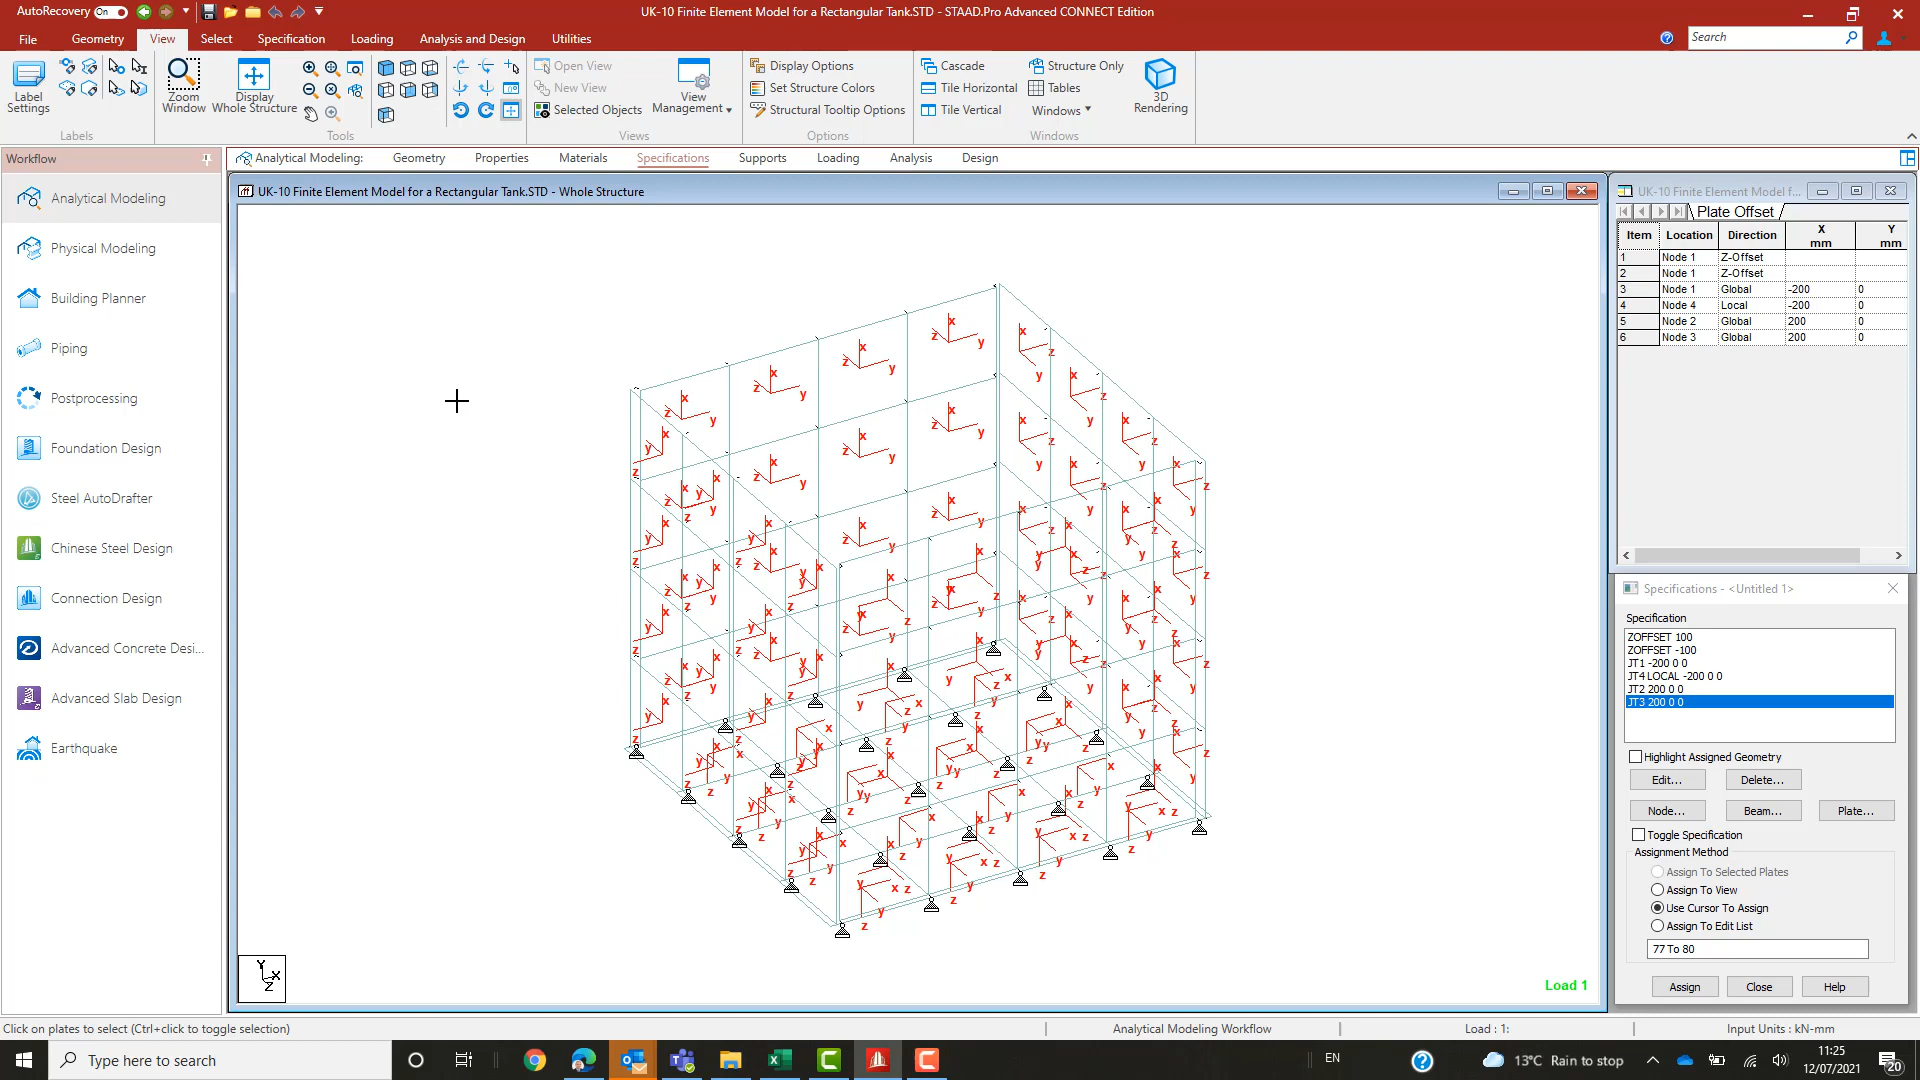 AutoRecovery On
UK-10 Finite Element Model for a Rectangular Tank.STD - STAAD.Pro Advanced CONNECT Edition
File Geometry View Select Specification Loading Analysis and Design Utilities
Search
Label Settings
Labels
Zoom Window
Display Whole Structure
Tools
Open View
New View
Selected Objects
View Management
Views
Display Options
Set Structure Colors
Structural Tooltip Options
Options
Cascade
Tile Horizontal
Tile Vertical
Structure Only
Tables
Windows
Windows
3D Rendering
Workflow
Analytical Modeling: Geometry Properties Materials Specifications Supports Loading Analysis Design
Analytical Modeling
Physical Modeling
Building Planner
Piping
Postprocessing
Foundation Design
Steel AutoDrafter
Chinese Steel Design
Connection Design
Advanced Concrete Desi...
Advanced Slab Design
Earthquake
UK-10 Finite Element Model for a Rectangular Tank.STD - Whole Structure
Y
X
Z
Load 1
UK-10 Finite Element Model f...
Plate Offset
Item Location Direction X mm Y mm
1 Node 1 Z-Offset
2 Node 1 Z-Offset
3 Node 1 Global -200 0
4 Node 4 Local -200 0
5 Node 2 Global 200 0
6 Node 3 Global 200 0
Specifications - <Untitled 1>
Specification
ZOFFSET 100
ZOFFSET -100
JT1 -200 0 0
JT4 LOCAL -200 0 0
JT2 200 0 0
JT3 200 0 0
Highlight Assigned Geometry
Edit... Delete...
Node... Beam... Plate...
Toggle Specification
Assignment Method
Assign To Selected Plates
Assign To View
Use Cursor To Assign
Assign To Edit List
77 To 80
Assign Close Help
Click on plates to select (Ctrl+click to toggle selection)
Analytical Modeling Workflow
Load : 1:
Input Units : kN-mm
Type here to search
EN
13°C Rain to stop
11:25
12/07/2021
20